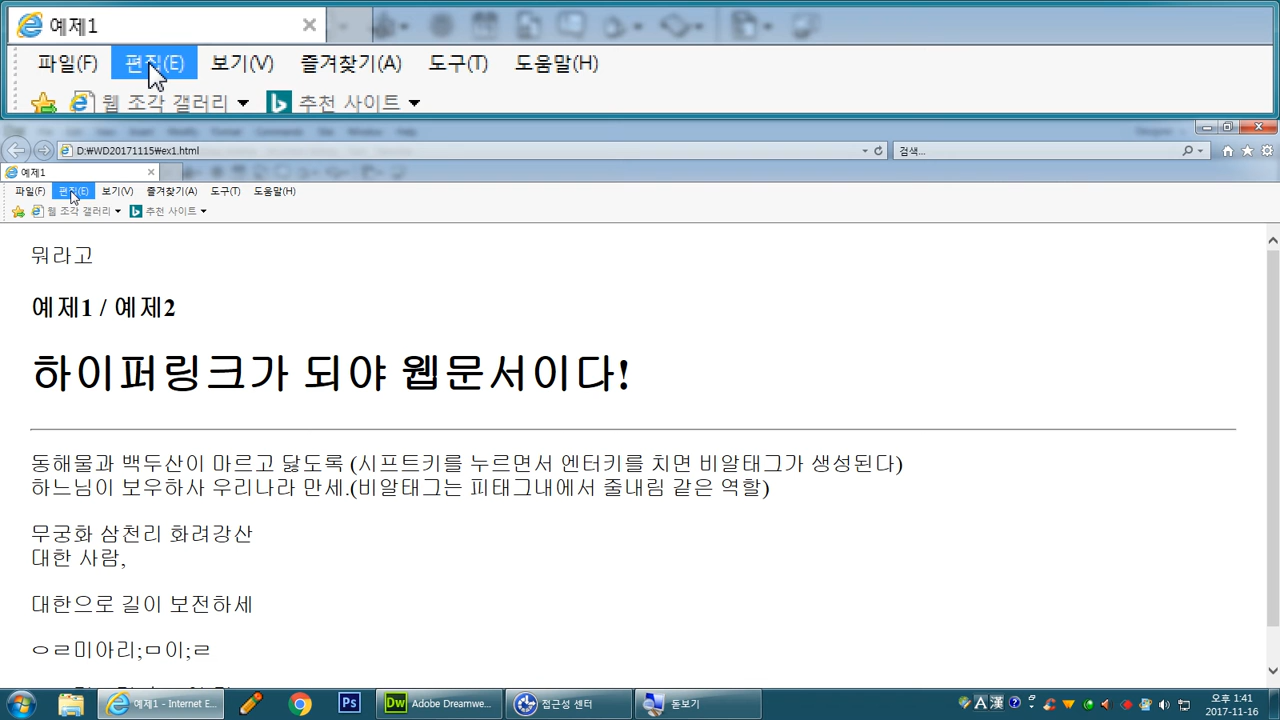 예제1
파일(F) 편집(E) 보기(V) 즐겨찾기(A) 도구(T) 도움말(H)
웹 조각 갤러리 추천 사이트
D:\WD20171115\ex1.html 검색...
예제1
파일(F) 편집(E) 보기(V) 즐겨찾기(A) 도구(T) 도움말(H)
웹 조각 갤러리 추천 사이트
뭐라고
예제1 / 예제2
하이퍼링크가 되야 웹문서이다!
동해물과 백두산이 마르고 닳도록 (시프트키를 누르면서 엔터키를 치면 비알태그가 생성된다)
하느님이 보우하사 우리나라 만세.(비알태그는 피태그내에서 줄내림 같은 역할)
무궁화 삼천리 화려강산
대한 사람,
대한으로 길이 보전하세
ㅇㄹ미아리;ㅁ이;ㄹ
예제1 - Internet E... Ps Dw Adobe Dreamwe... 접근성 센터 돋보기 A 漢 오후 1:41
2017-11-16